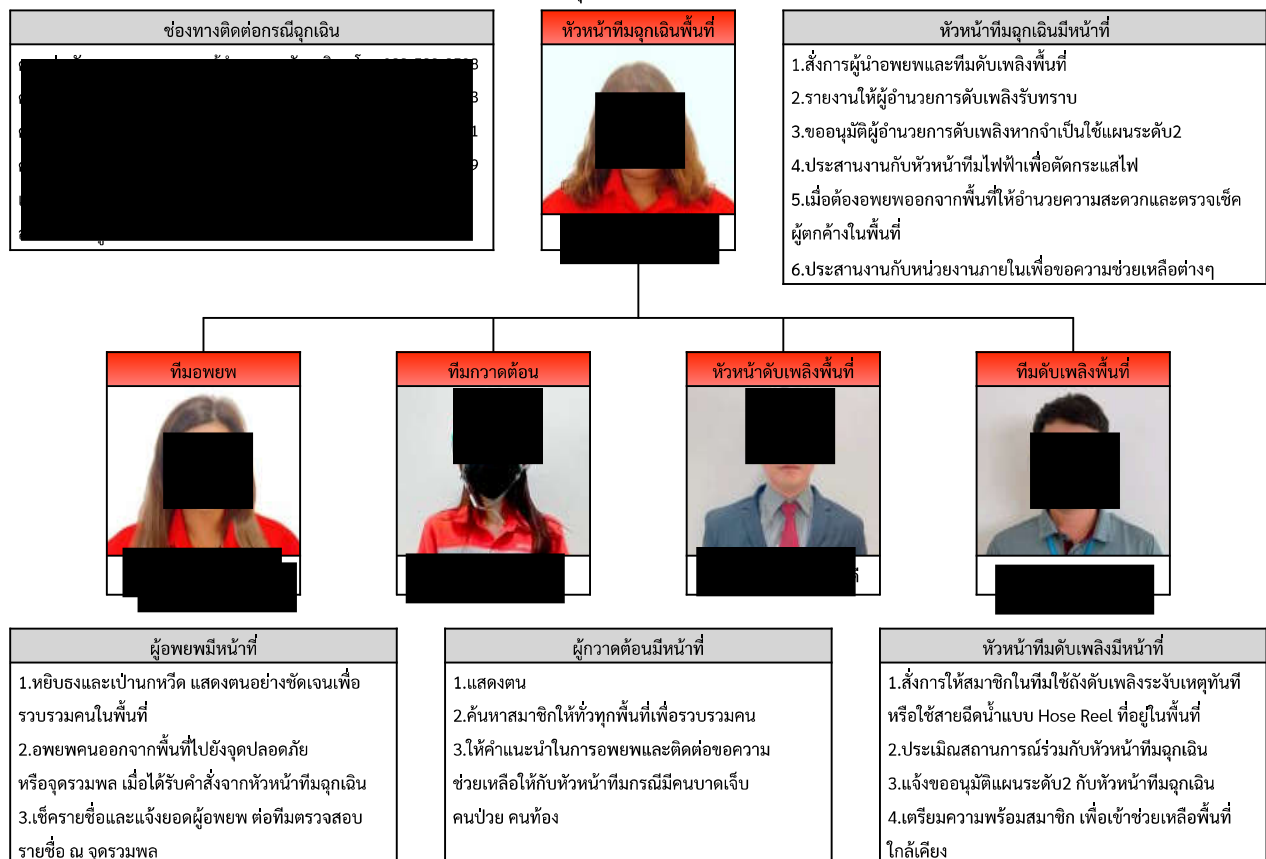 ช่องทางติดต่อกรณีฉุกเฉิน
หัวหน้าทีมฉุกเฉินพื้นที่
หัวหน้าทีมฉุกเฉินมีหน้าที่
1.สั่งการผู้นำอพยพและทีมดับเพลิงพื้นที่
2.รายงานให้ผู้อำนวยการดับเพลิงรับทราบ
3.ขออนุมัติผู้อำนวยการดับเพลิงหากจำเป็นใช้แผนระดับ2
4.ประสานงานกับหัวหน้าทีมไฟฟ้าเพื่อตัดกระแสไฟ
5.เมื่อต้องอพยพออกจากพื้นที่ให้อำนวยความสะดวกและตรวจเช็ค
ผู้ตกค้างในพื้นที่
6.ประสานงานกับหน่วยงานภายในเพื่อขอความช่วยเหลือต่างๆ
ทีมอพยพ
ทีมกวาดต้อน
หัวหน้าดับเพลิงพื้นที่
ทีมดับเพลิงพื้นที่
ผู้อพยพมีหน้าที่
1.หยิบธงและเป่านกหวีด แสดงตนอย่างชัดเจนเพื่อ
รวบรวมคนในพื้นที่
2.อพยพคนออกจากพื้นที่ไปยังจุดปลอดภัย
หรือจุดรวมพล เมื่อได้รับคำสั่งจากหัวหน้าทีมฉุกเฉิน
3.เช็ครายชื่อและแจ้งยอดผู้อพยพ ต่อทีมตรวจสอบ
รายชื่อ ณ จุดรวมพล
ผู้กวาดต้อนมีหน้าที่
1.แสดงตน
2.ค้นหาสมาชิกให้ทั่วทุกพื้นที่เพื่อรวบรวมคน
3.ให้คำแนะนำในการอพยพและติดต่อขอความ
ช่วยเหลือให้กับหัวหน้าทีมกรณีมีคนบาดเจ็บ
คนป่วย คนท้อง
หัวหน้าทีมดับเพลิงมีหน้าที่
1.สั่งการให้สมาชิกในทีมใช้ถังดับเพลิงระงับเหตุทันที
หรือใช้สายฉีดน้ำแบบ Hose Reel ที่อยู่ในพื้นที่
2.ประเมิณสถานการณ์ร่วมกับหัวหน้าทีมฉุกเฉิน
3.แจ้งขออนุมัติแผนระดับ2 กับหัวหน้าทีมฉุกเฉิน
4.เตรียมความพร้อมสมาชิก เพื่อเข้าช่วยเหลือพื้นที่
ใกล้เคียง